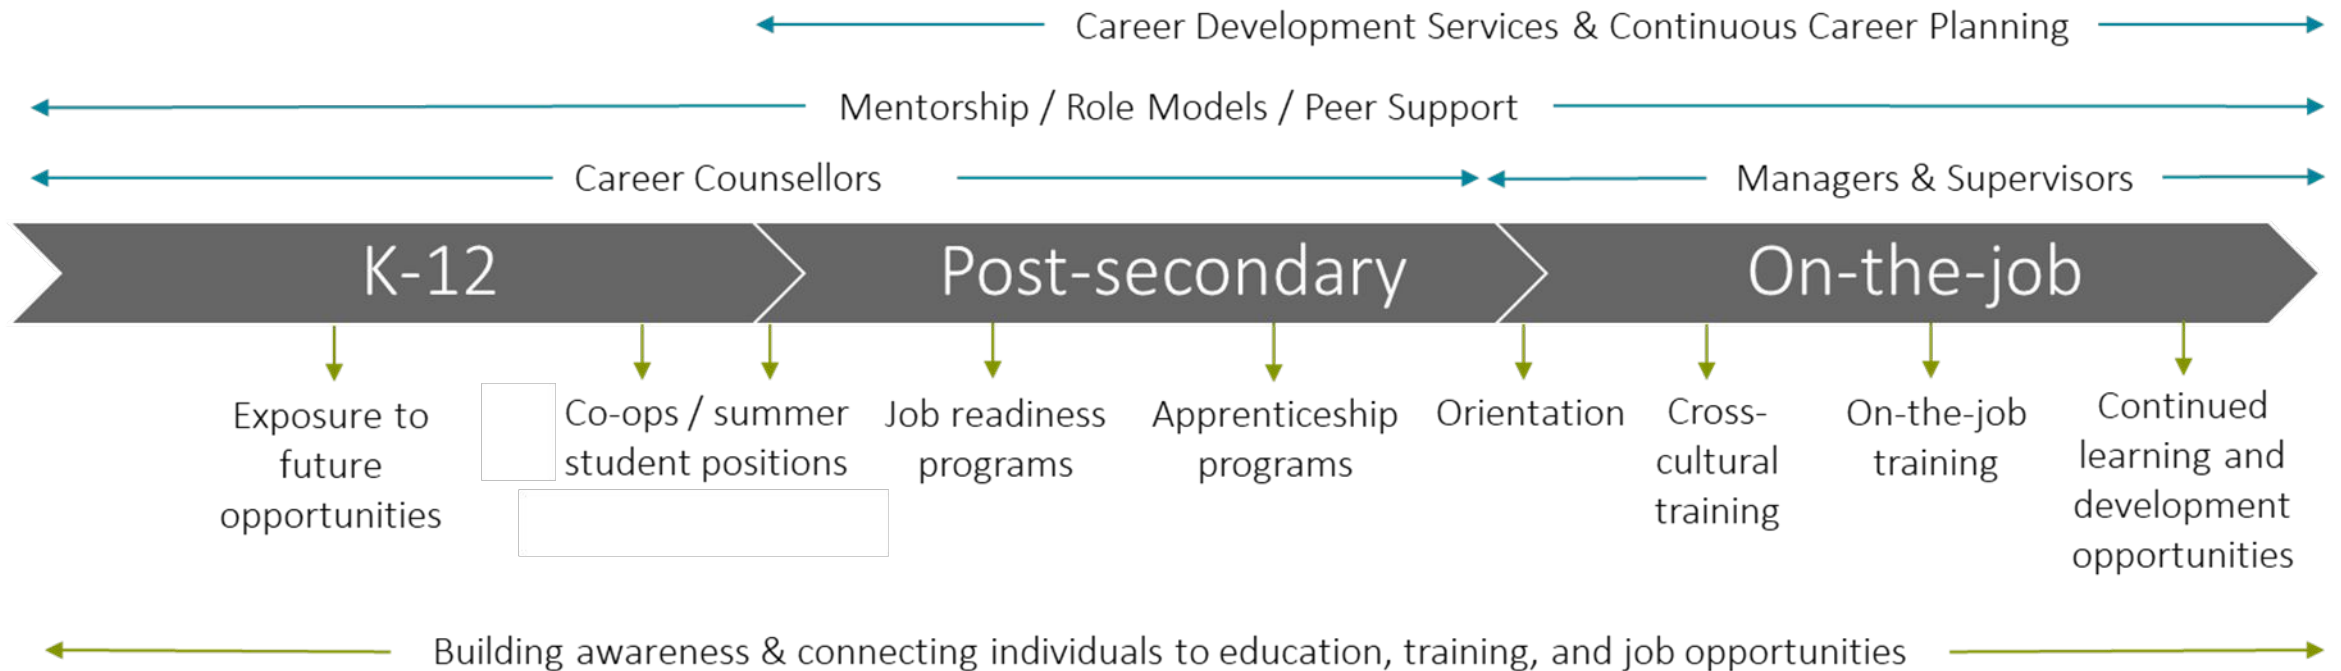 Career Development Services & Continuous Career Planning
Mentorship / Role Models / Peer Support
Career Counsellors
Managers & Supervisors
K-12
Post-secondary
On-the-job
Exposure to
future
opportunities
Co-ops / summer
student positions
Job readiness
programs
Apprenticeship
programs
Orientation
Cross-
cultural
training
On-the-job
training
Continued
learning and
development
opportunities
Building awareness & connecting individuals to education, training, and job opportunities